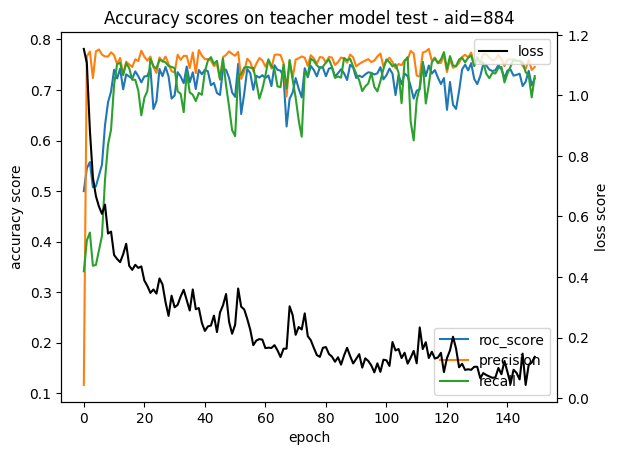 Accuracy scores on teacher model test - aid=884
accuracy score
0.8
0.7
0.6
0.5
0.4
0.3
0.2
0.1
1.2
1.0
0.8
0.6
0.4
0.2
0.0
loss score
loss
roc_score
precision
recall
0
20
40
60
80
100
120
140
epoch